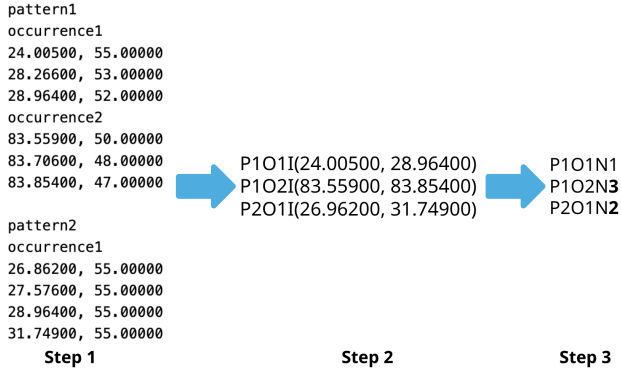 pattern1
occurrence1
24.00500, 55.00000
28.26600, 53.00000
28.96400, 52.00000
occurrence2
83.55900, 50.00000
83.70600, 48.00000
83.85400, 47.00000
pattern2
occurrence1
26.86200, 55.00000
27.57600, 55.00000
28.96400, 55.00000
31.74900, 55.00000
Step 1
P1O1I(24.00500, 28.96400)
P1O2I(83.55900, 83.85400)
P2O1I(26.96200, 31.74900)
Step 2
P1O1N1
P1O2N3
P2O1N2
Step 3